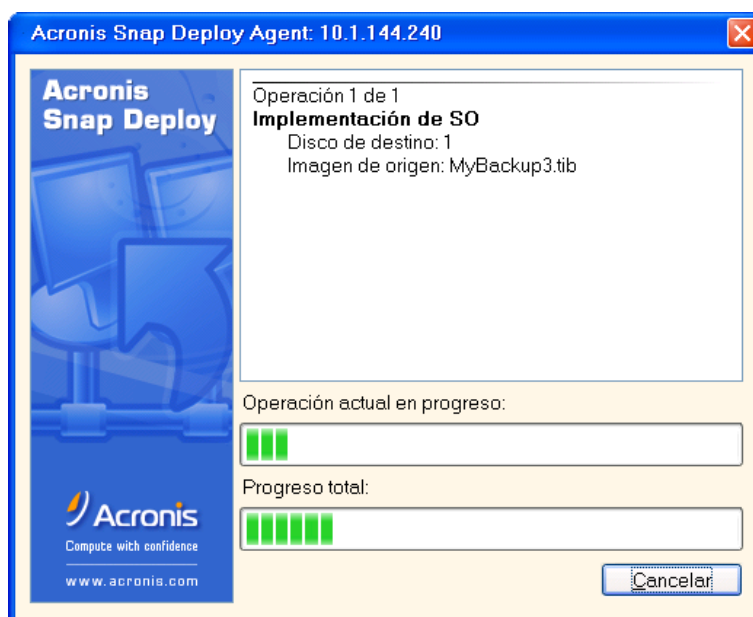 Acronis Snap Deploy Agent: 10.1.144.240
Acronis
Snap Deploy
Operación 1 de 1
Implementación de SO
Disco de destino: 1
Imagen de origen: MyBackup3.tib
Operación actual en progreso:
Progreso total:
Acronis
Compute with confidence
www.acronis.com
Cancelar